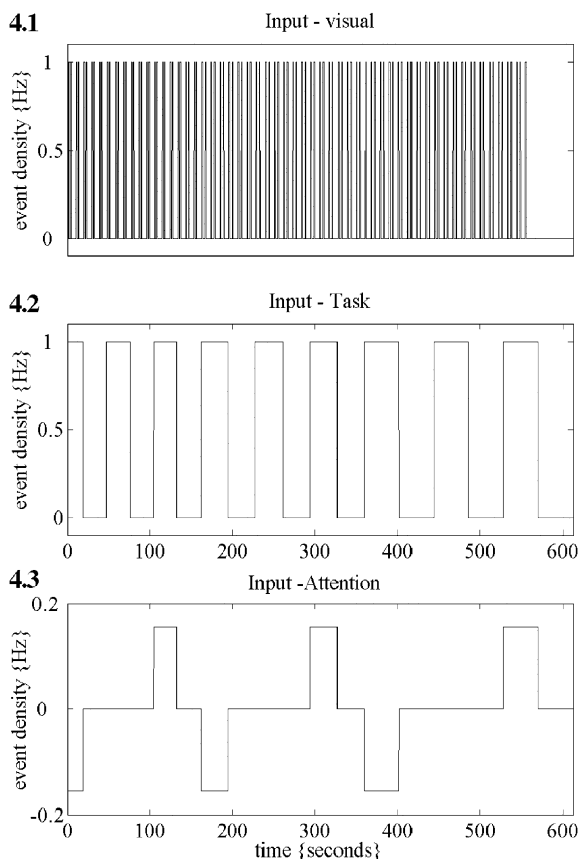 4.1
Input - visual
event density {Hz}
1
0.5
0
4.2
Input - Task
event density {Hz}
1
0.5
0
0 100 200 300 400 500 600
4.3
Input -Attention
event density {Hz}
0.2
0
-0.2
0 100 200 300 400 500 600
time {seconds}